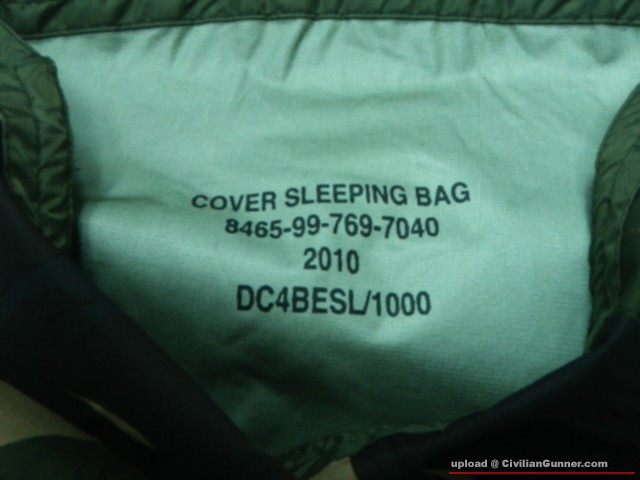 COVER SLEEPING BAG
8465-99-769-7040
2010
DC4BESL/1000
upload @ CivilianGunner.com